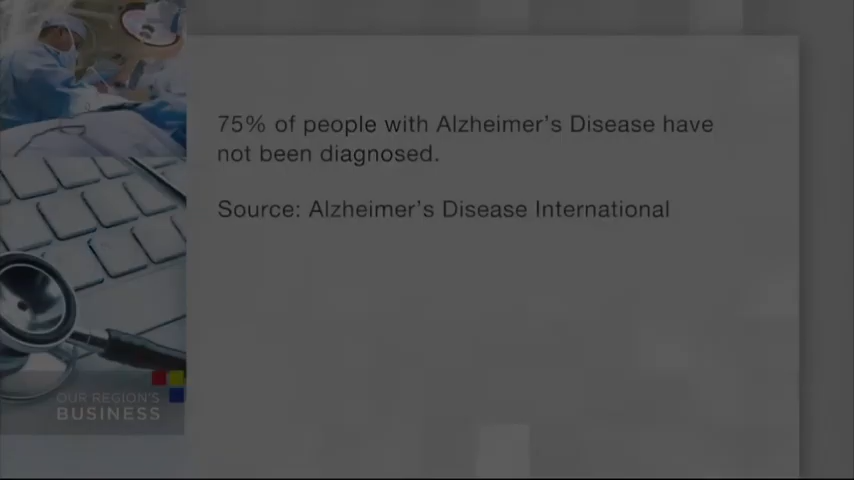 75% of people with Alzheimer's Disease have
not been diagnosed.
Source: Alzheimer's Disease International
OUR REGION'S
BUSINESS